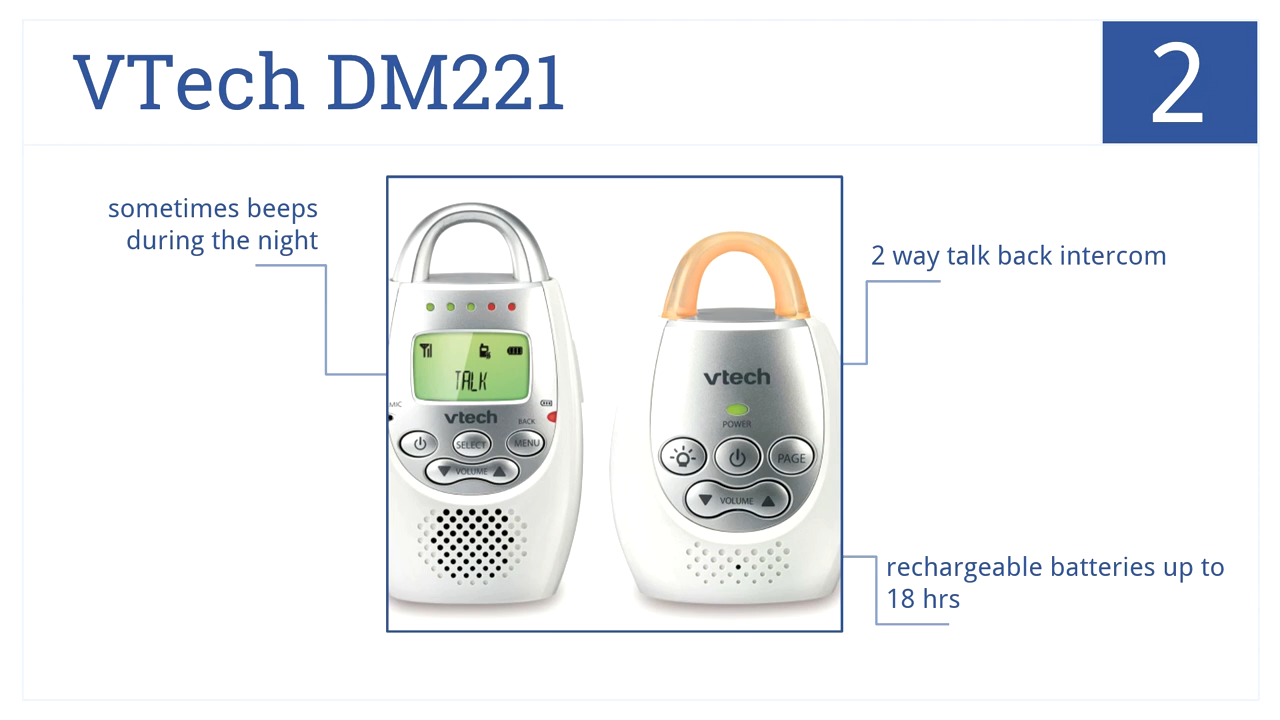 VTech DM221
2
sometimes beeps
during the night
2 way talk back intercom
rechargeable batteries up to
18 hrs
TALK
MIC
vtech
BACK
SELECT
MENU
VOLUME
vtech
POWER
PAGE
VOLUME